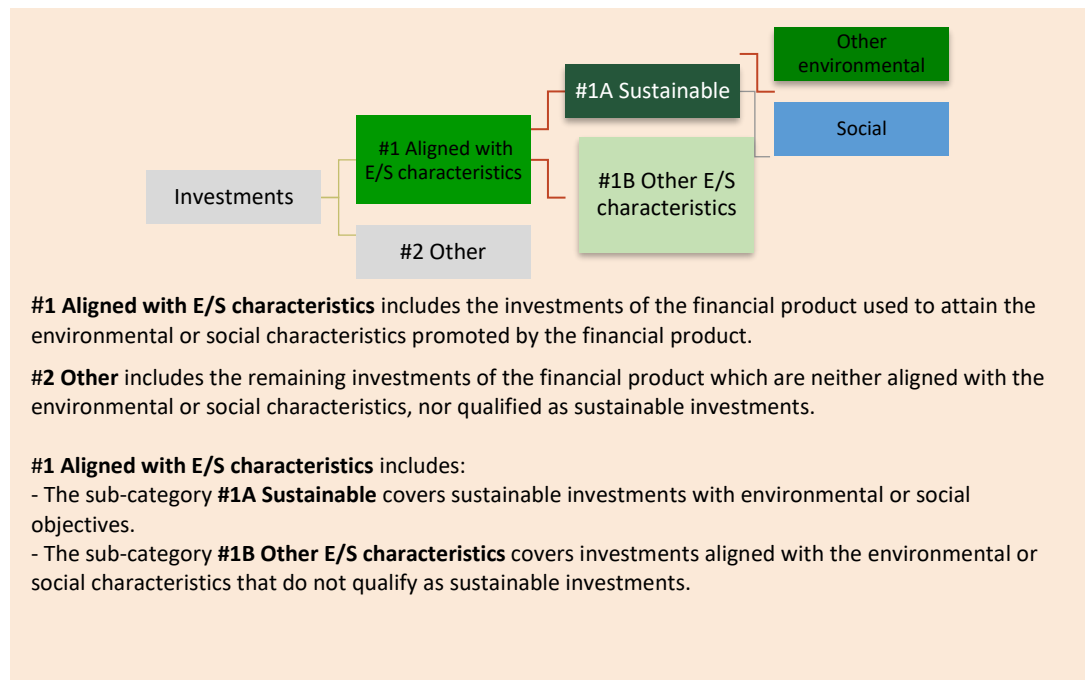 Other
environmental
#1A Sustainable
Social
#1 Aligned with
E/S characteristics
#1B Other E/S
characteristics
Investments
#2 Other
#1 Aligned with E/S characteristics includes the investments of the financial product used to attain the
environmental or social characteristics promoted by the financial product.
#2 Other includes the remaining investments of the financial product which are neither aligned with the
environmental or social characteristics, nor qualified as sustainable investments.
#1 Aligned with E/S characteristics includes:
- The sub-category #1A Sustainable covers sustainable investments with environmental or social
objectives.
- The sub-category #1B Other E/S characteristics covers investments aligned with the environmental or
social characteristics that do not qualify as sustainable investments.